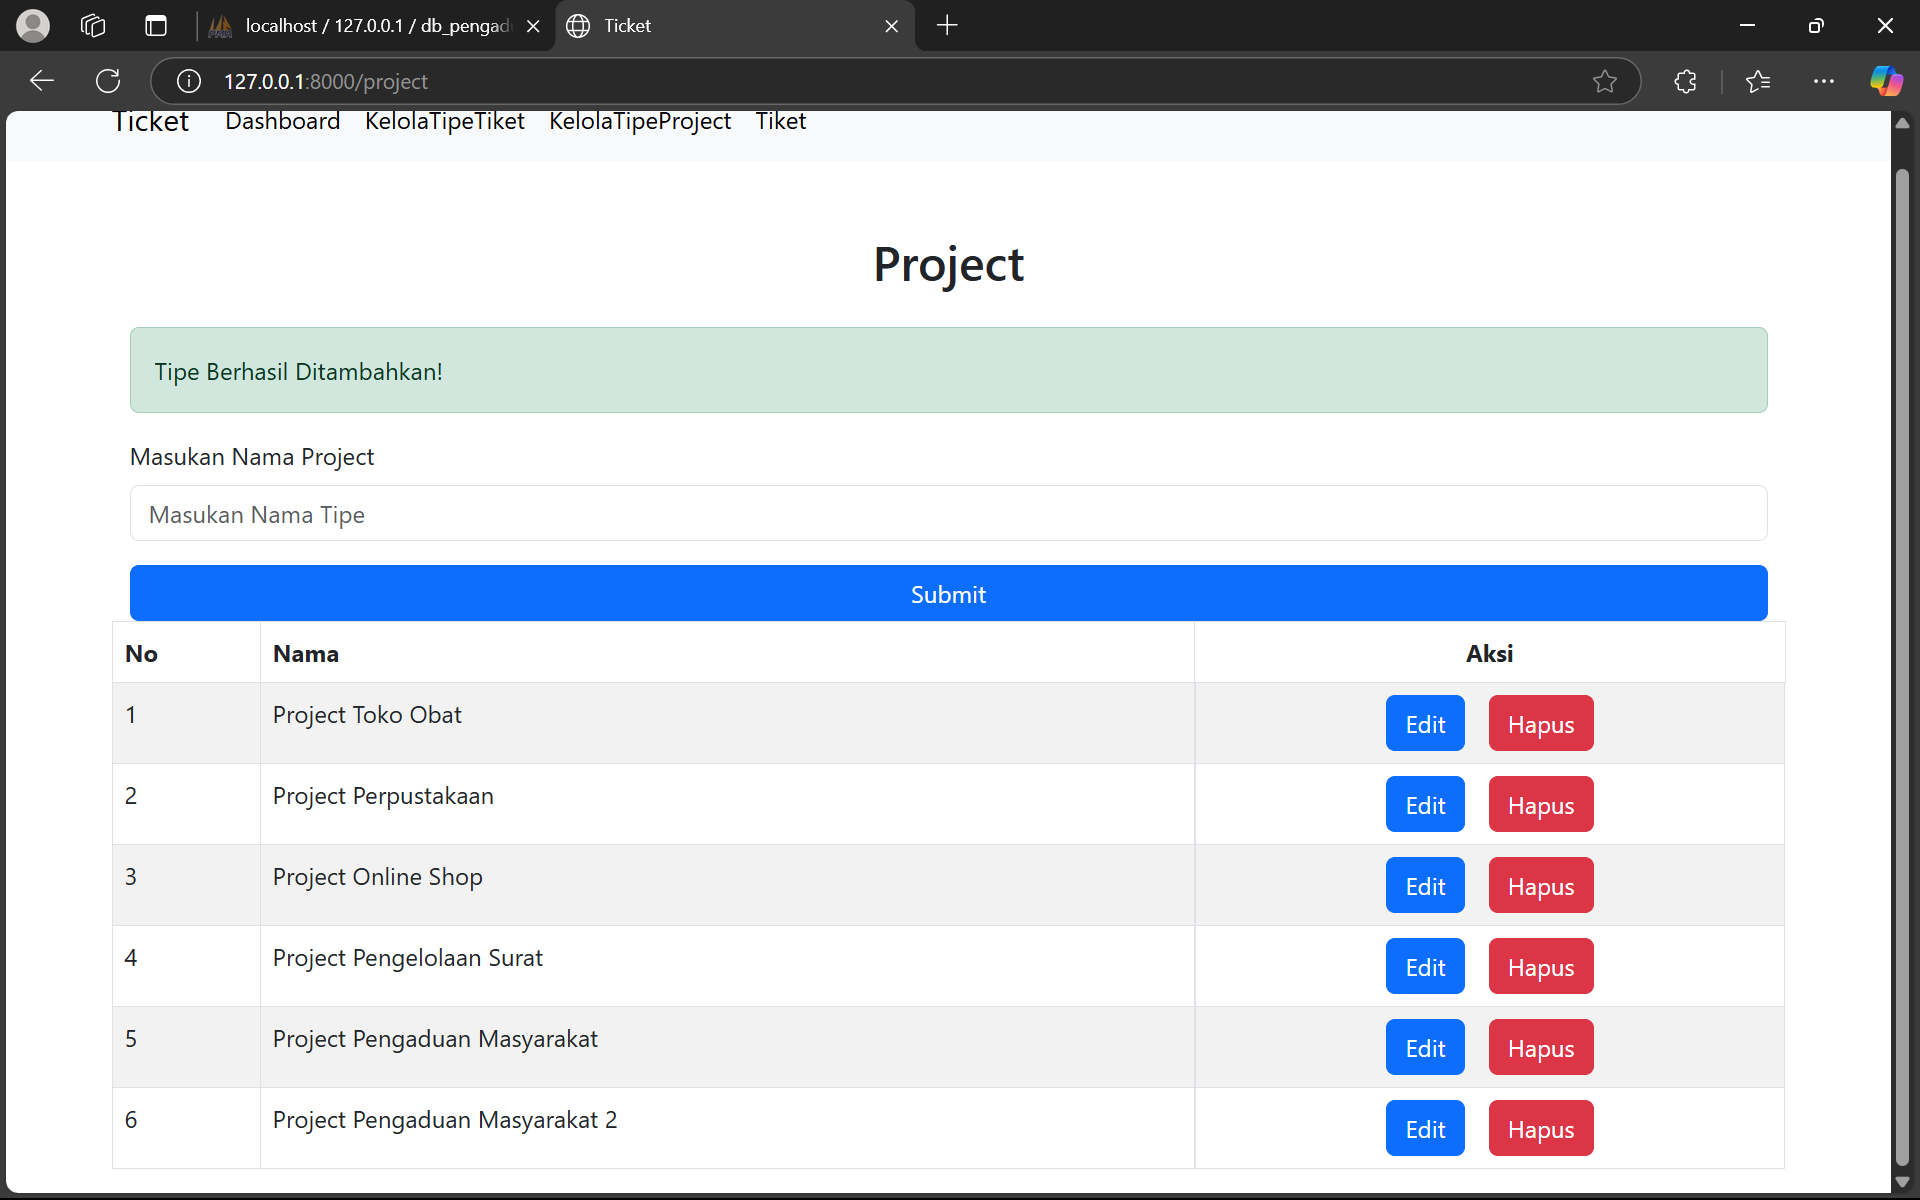 localhost / 127.0.0.1 / db_pengad
Ticket
127.0.0.1:8000/project
Ticket Dashboard KelolaTipeTiket KelolaTipeProject Tiket
Project
Tipe Berhasil Ditambahkan!
Masukan Nama Project
Masukan Nama Tipe
Submit
No Nama Aksi
1 Project Toko Obat Edit Hapus
2 Project Perpustakaan Edit Hapus
3 Project Online Shop Edit Hapus
4 Project Pengelolaan Surat Edit Hapus
5 Project Pengaduan Masyarakat Edit Hapus
6 Project Pengaduan Masyarakat 2 Edit Hapus